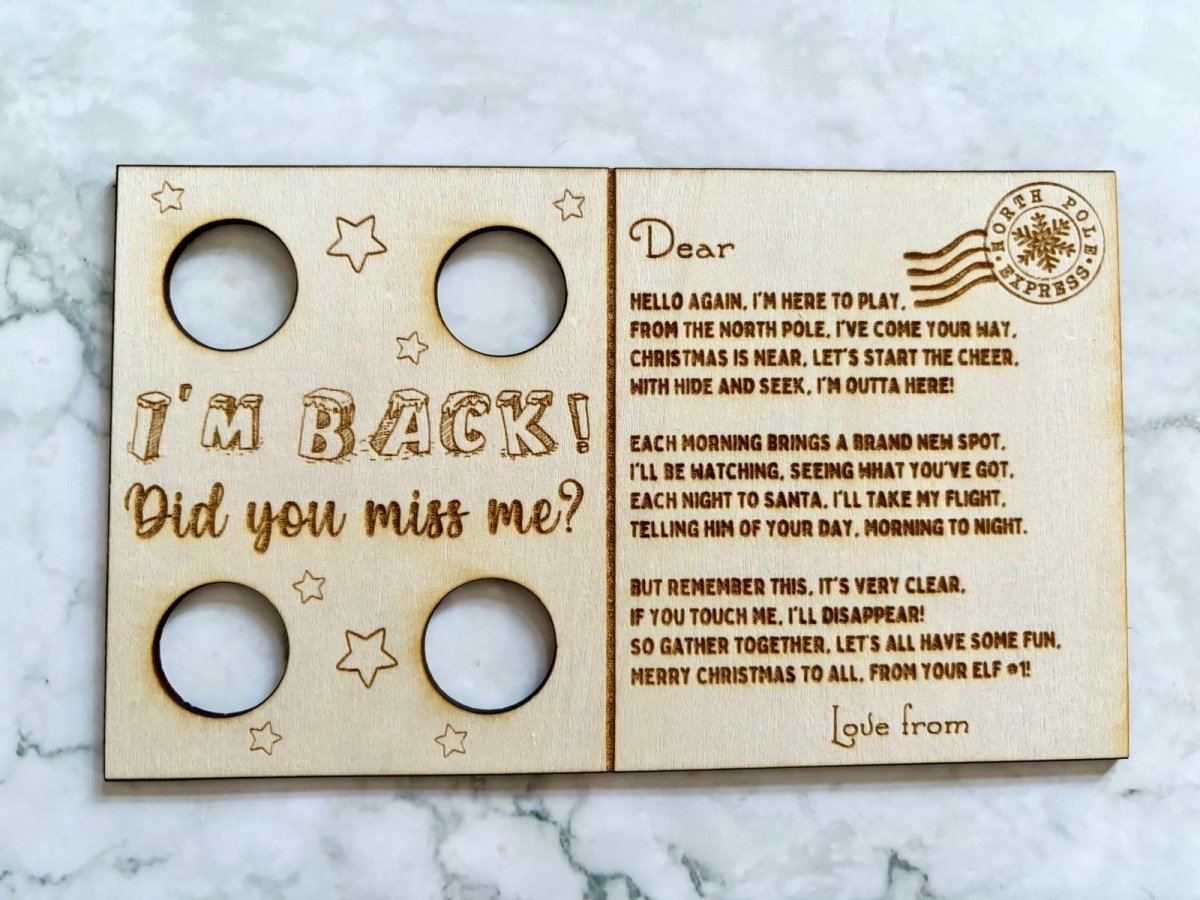 I'M BACK!
Did you miss me?
NORTH POLE
• EXPRESS •
Dear
HELLO AGAIN, I'M HERE TO PLAY,
FROM THE NORTH POLE, I'VE COME YOUR WAY,
CHRISTMAS IS NEAR, LET'S START THE CHEER,
WITH HIDE AND SEEK, I'M OUTTA HERE!
EACH MORNING BRINGS A BRAND NEW SPOT,
I'LL BE WATCHING, SEEING WHAT YOU'VE GOT,
EACH NIGHT TO SANTA, I'LL TAKE MY FLIGHT,
TELLING HIM OF YOUR DAY, MORNING TO NIGHT.
BUT REMEMBER THIS, IT'S VERY CLEAR,
IF YOU TOUCH ME, I'LL DISAPPEAR!
SO GATHER TOGETHER, LET'S ALL HAVE SOME FUN,
MERRY CHRISTMAS TO ALL, FROM YOUR ELF #1!
Love from